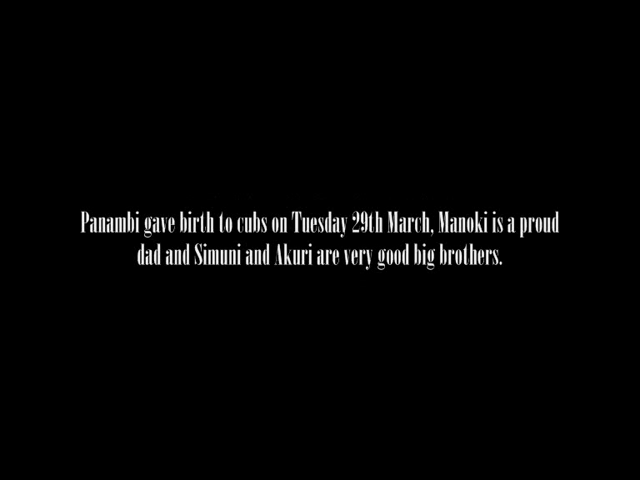 Panambi gave birth to cubs on Tuesday 29th March, Manoki is a proud
dad and Simuni and Akuri are very good big brothers.